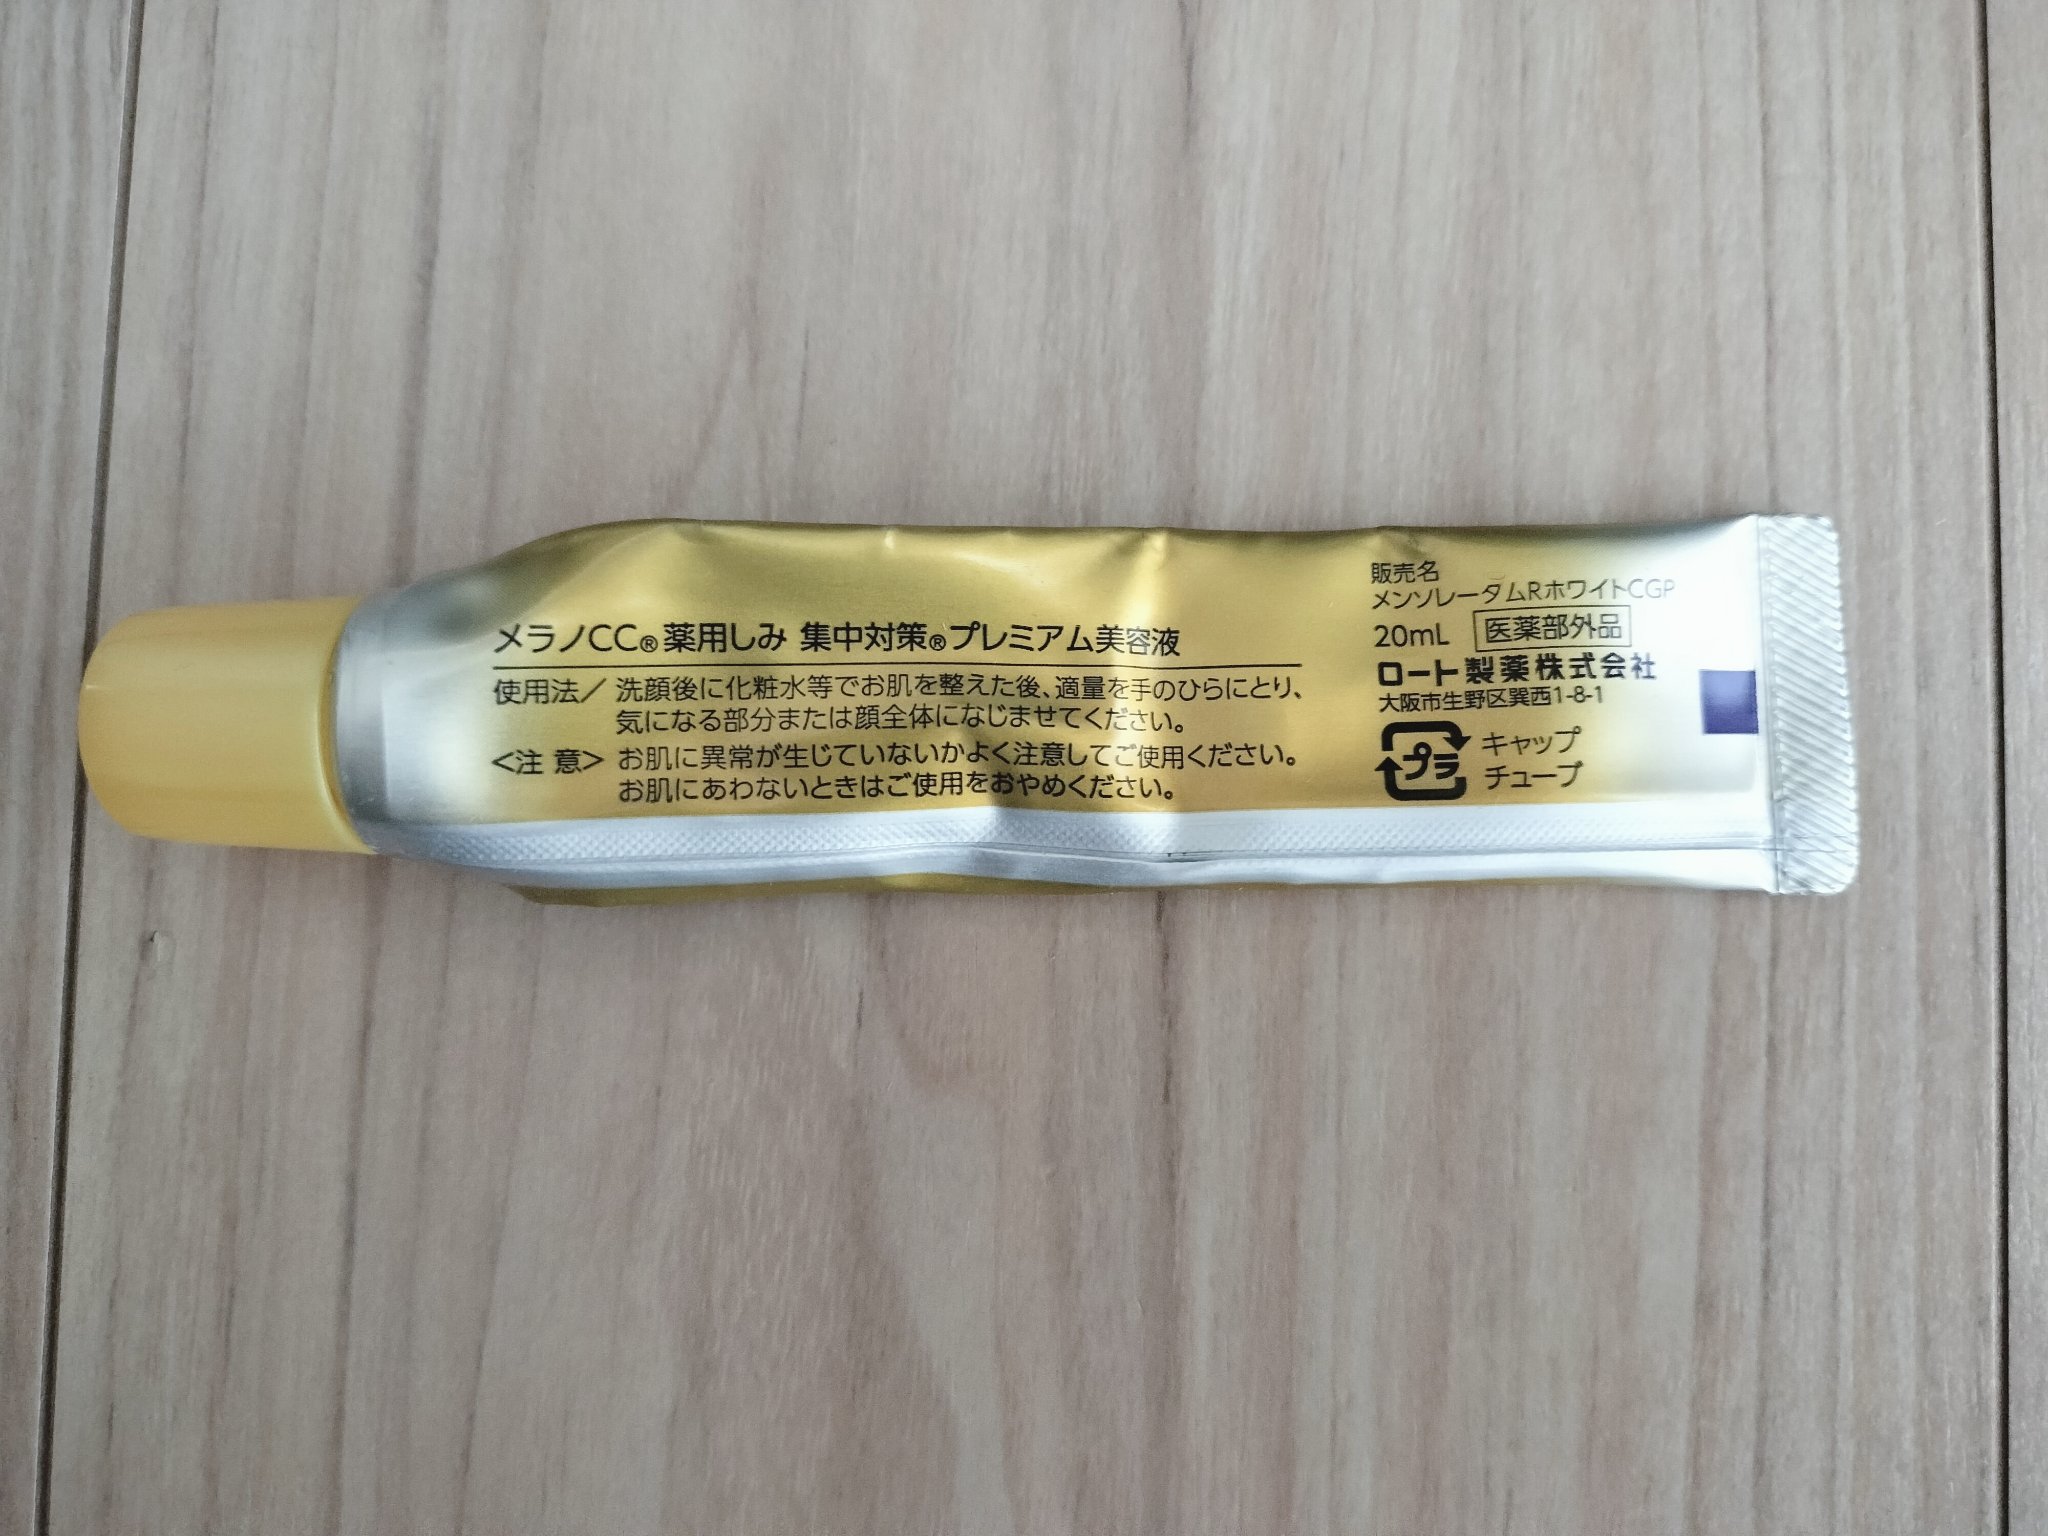 メラノCC®薬用しみ 集中対策®プレミアム美容液
使用法／洗顔後に化粧水等でお肌を整えた後、適量を手のひらにとり、
気になる部分または顔全体になじませてください。
<注 意> お肌に異常が生じていないかよく注意してご使用ください。
お肌にあわないときはご使用をおやめください。
販売名
メンソレータムRホワイトCGP
20mL 医薬部外品
ロート製薬株式会社
大阪市生野区巽西1-8-1
プラ キャップ
チューブ